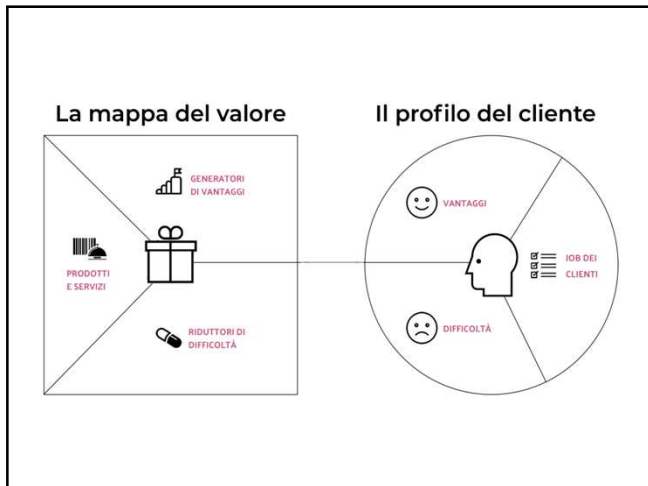 La mappa del valore
Il profilo del cliente
GENERATORI
DI VANTAGGI
PRODOTTI
E SERVIZI
RIDUTTORI DI
DIFFICOLTÀ
VANTAGGI
JOB DEI
CLIENTI
DIFFICOLTÀ